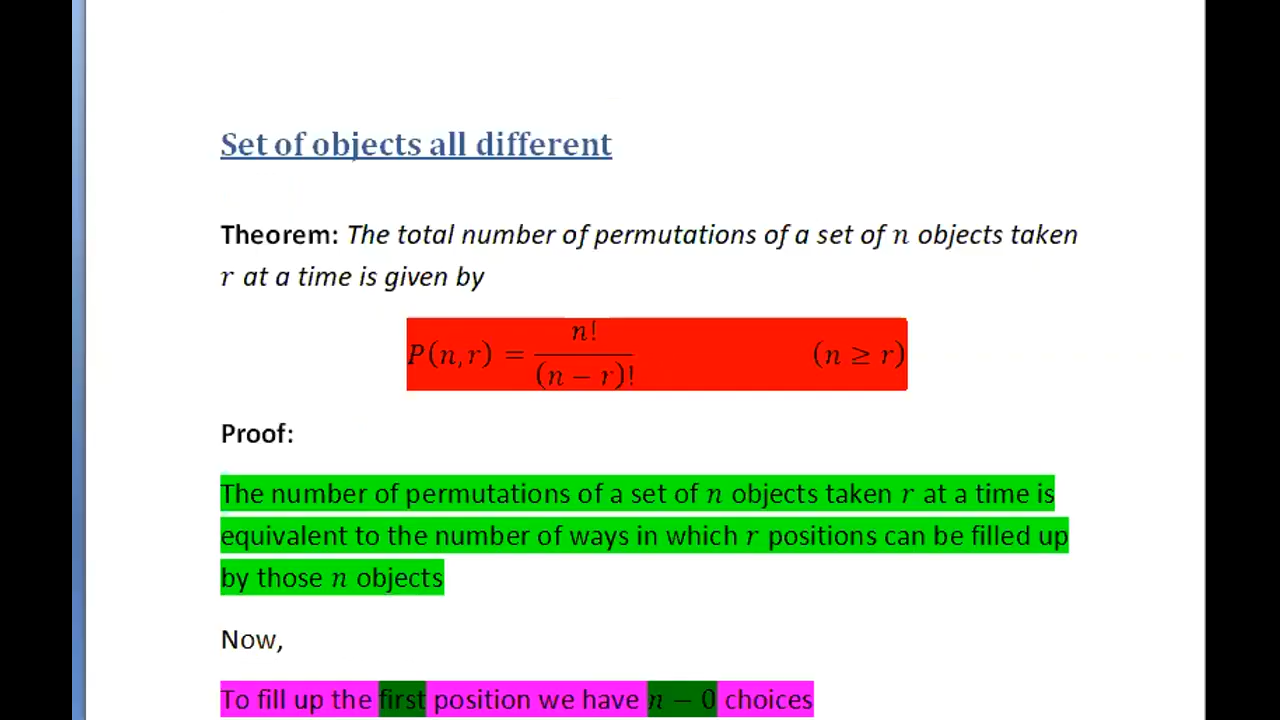 Set of objects all different
Theorem: The total number of permutations of a set of n objects taken
r at a time is given by
P(n,r) = n!/(n − r)! (n ≥ r)
Proof:
The number of permutations of a set of n objects taken r at a time is
equivalent to the number of ways in which r positions can be filled up
by those n objects
Now,
To fill up the first position we have n − 0 choices